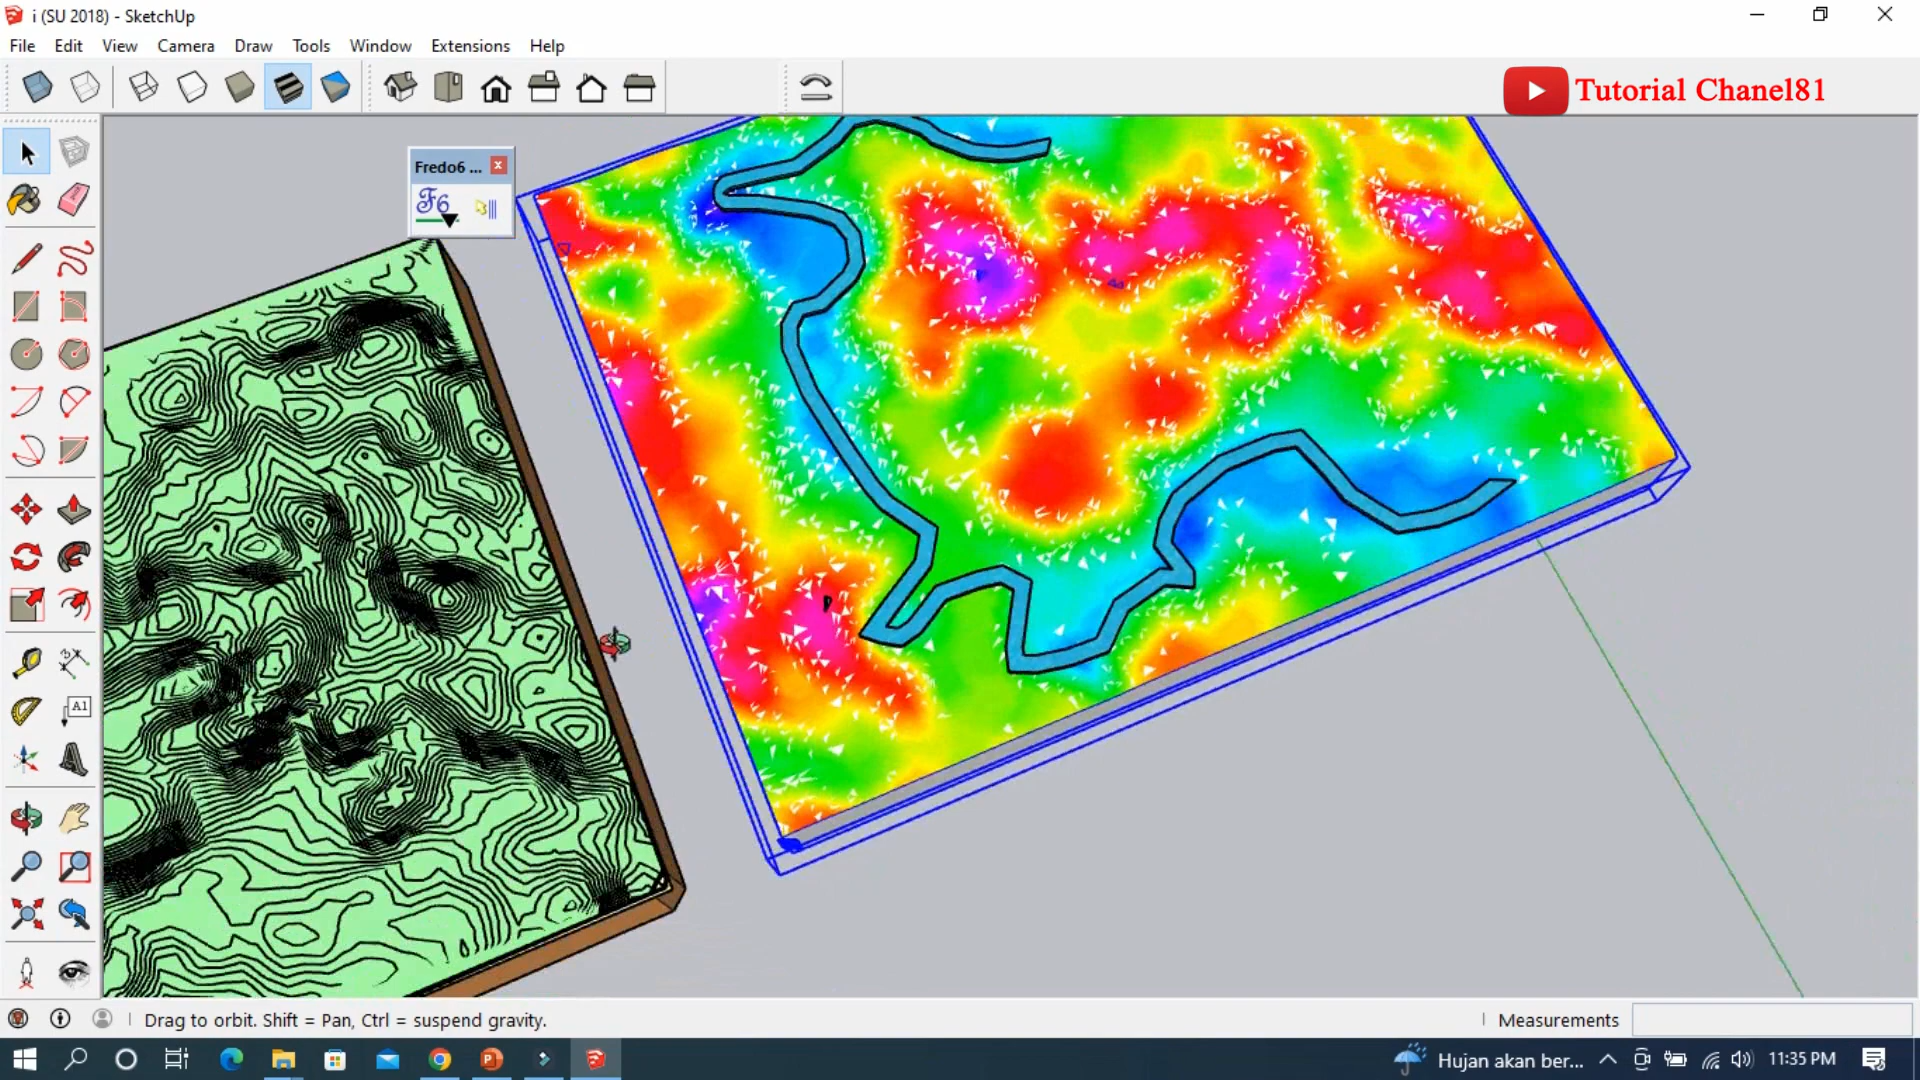 i (SU 2018) - SketchUp
File Edit View Camera Draw Tools Window Extensions Help
Tutorial Chanel81
Fredo6 ...
F6
A1
Drag to orbit. Shift = Pan, Ctrl = suspend gravity.
Measurements
Hujan akan ber...
11:35 PM